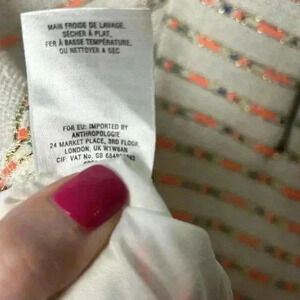 MAIN FROIDE DE LAVAGE,
SÉCHER À PLAT,
FER À BASSE TEMPÉRATURE,
OU NETTOYER A SEC
FOR EU: IMPORTED BY
ANTHROPOLOGIE
24 MARKET PLACE, 3RD FLOOR
LONDON, UK W1W8AN
CIF: VAT No. GB